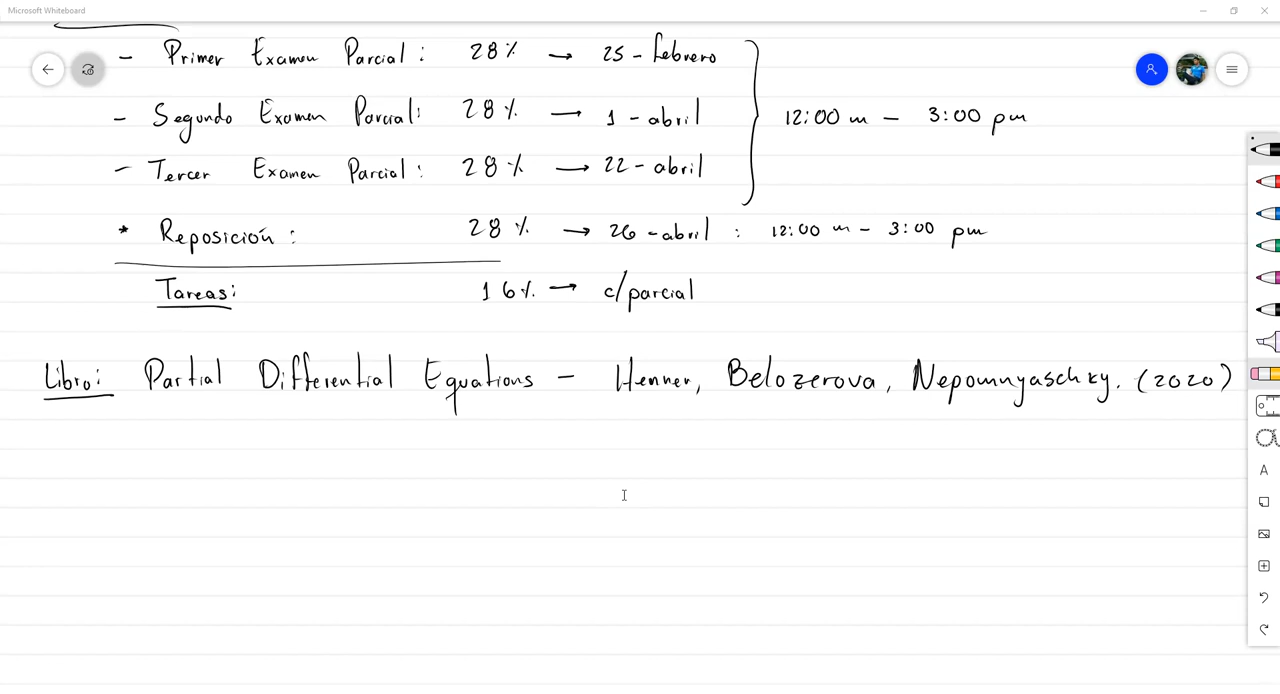 Microsoft Whiteboard
- Primer Examen Parcial: 28% → 25-febrero
- Segundo Examen Parcial: 28% → 1-abril
12:00 m - 3:00 pm
- Tercer Examen Parcial: 28% → 22-abril
* Reposición: 28% → 26-abril : 12:00 m - 3:00 pm
Tareas: 16% → c/parcial
Libro: Partial Differential Equations - Henner, Belozerova, Nepomnyaschky. (2020)
A